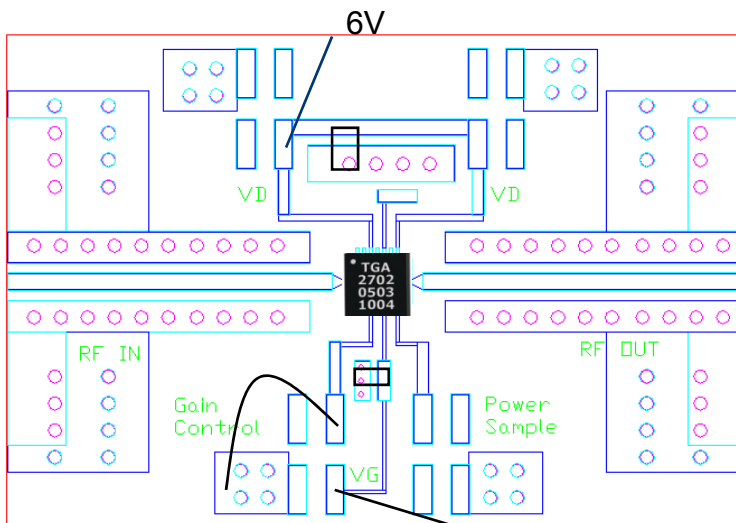 6V
VD
VD
TGA
2702
0503
1004
RF IN
RF OUT
Gain
Control
Power
Sample
VG